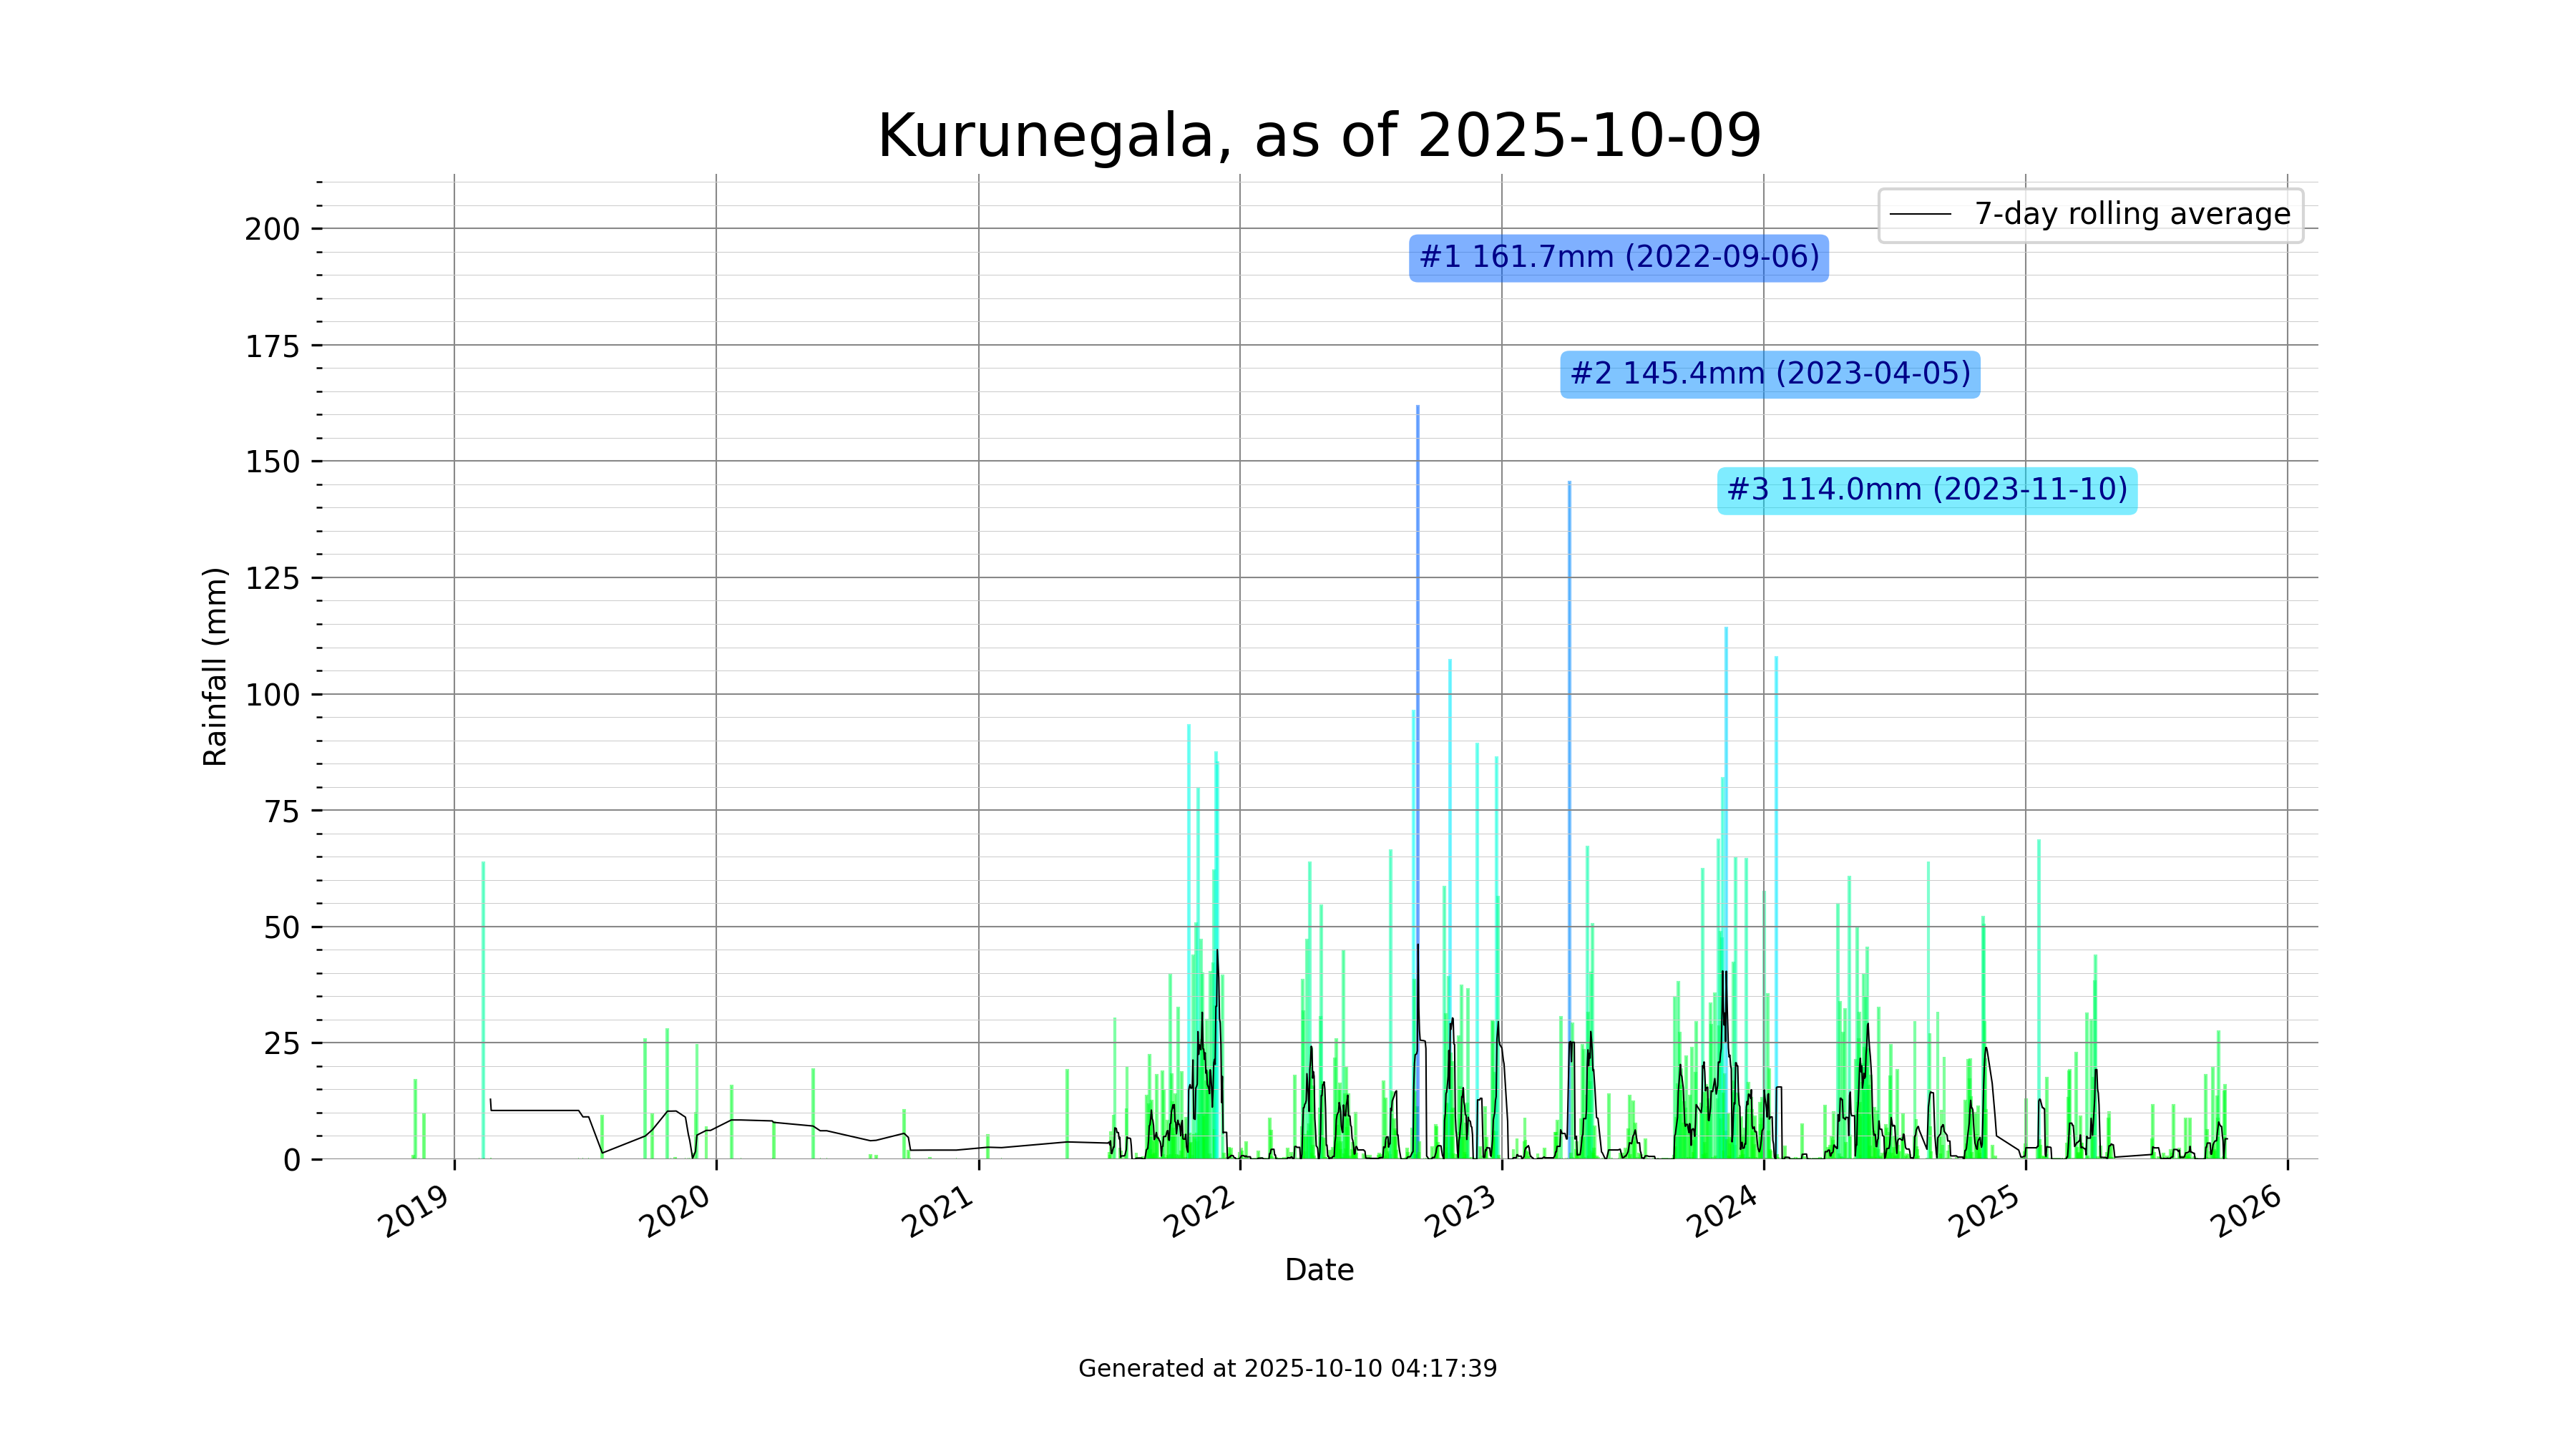 Kurunegala, as of 2025-10-09
7-day rolling average
#1 161.7mm (2022-09-06)
#2 145.4mm (2023-04-05)
#3 114.0mm (2023-11-10)
Rainfall (mm)
200
175
150
125
100
75
50
25
0
2019
2020
2021
2022
2023
2024
2025
2026
Date
Generated at 2025-10-10 04:17:39